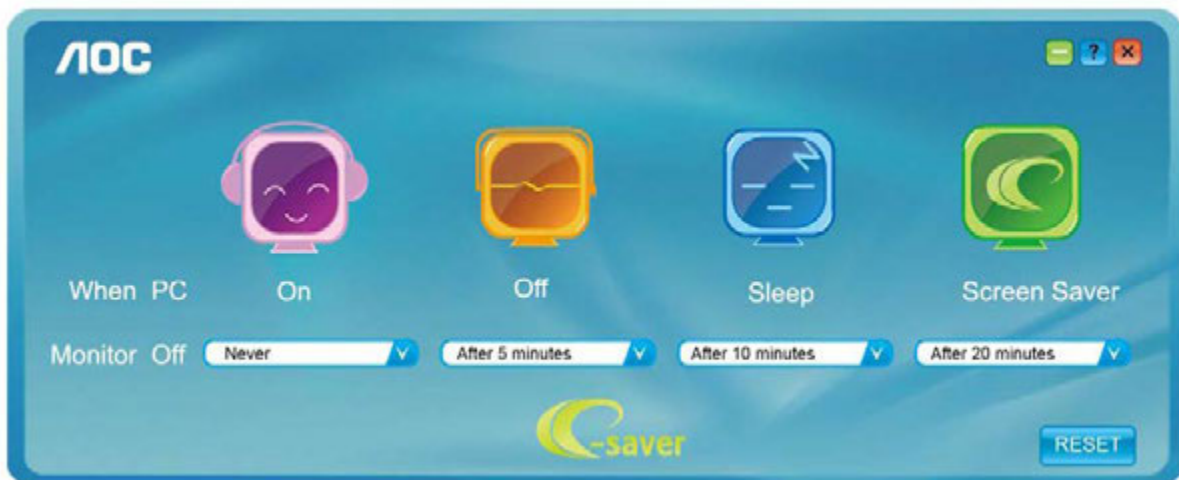 AOC
?
When PC On Off Sleep Screen Saver
Monitor Off Never After 5 minutes After 10 minutes After 20 minutes
e-saver
RESET